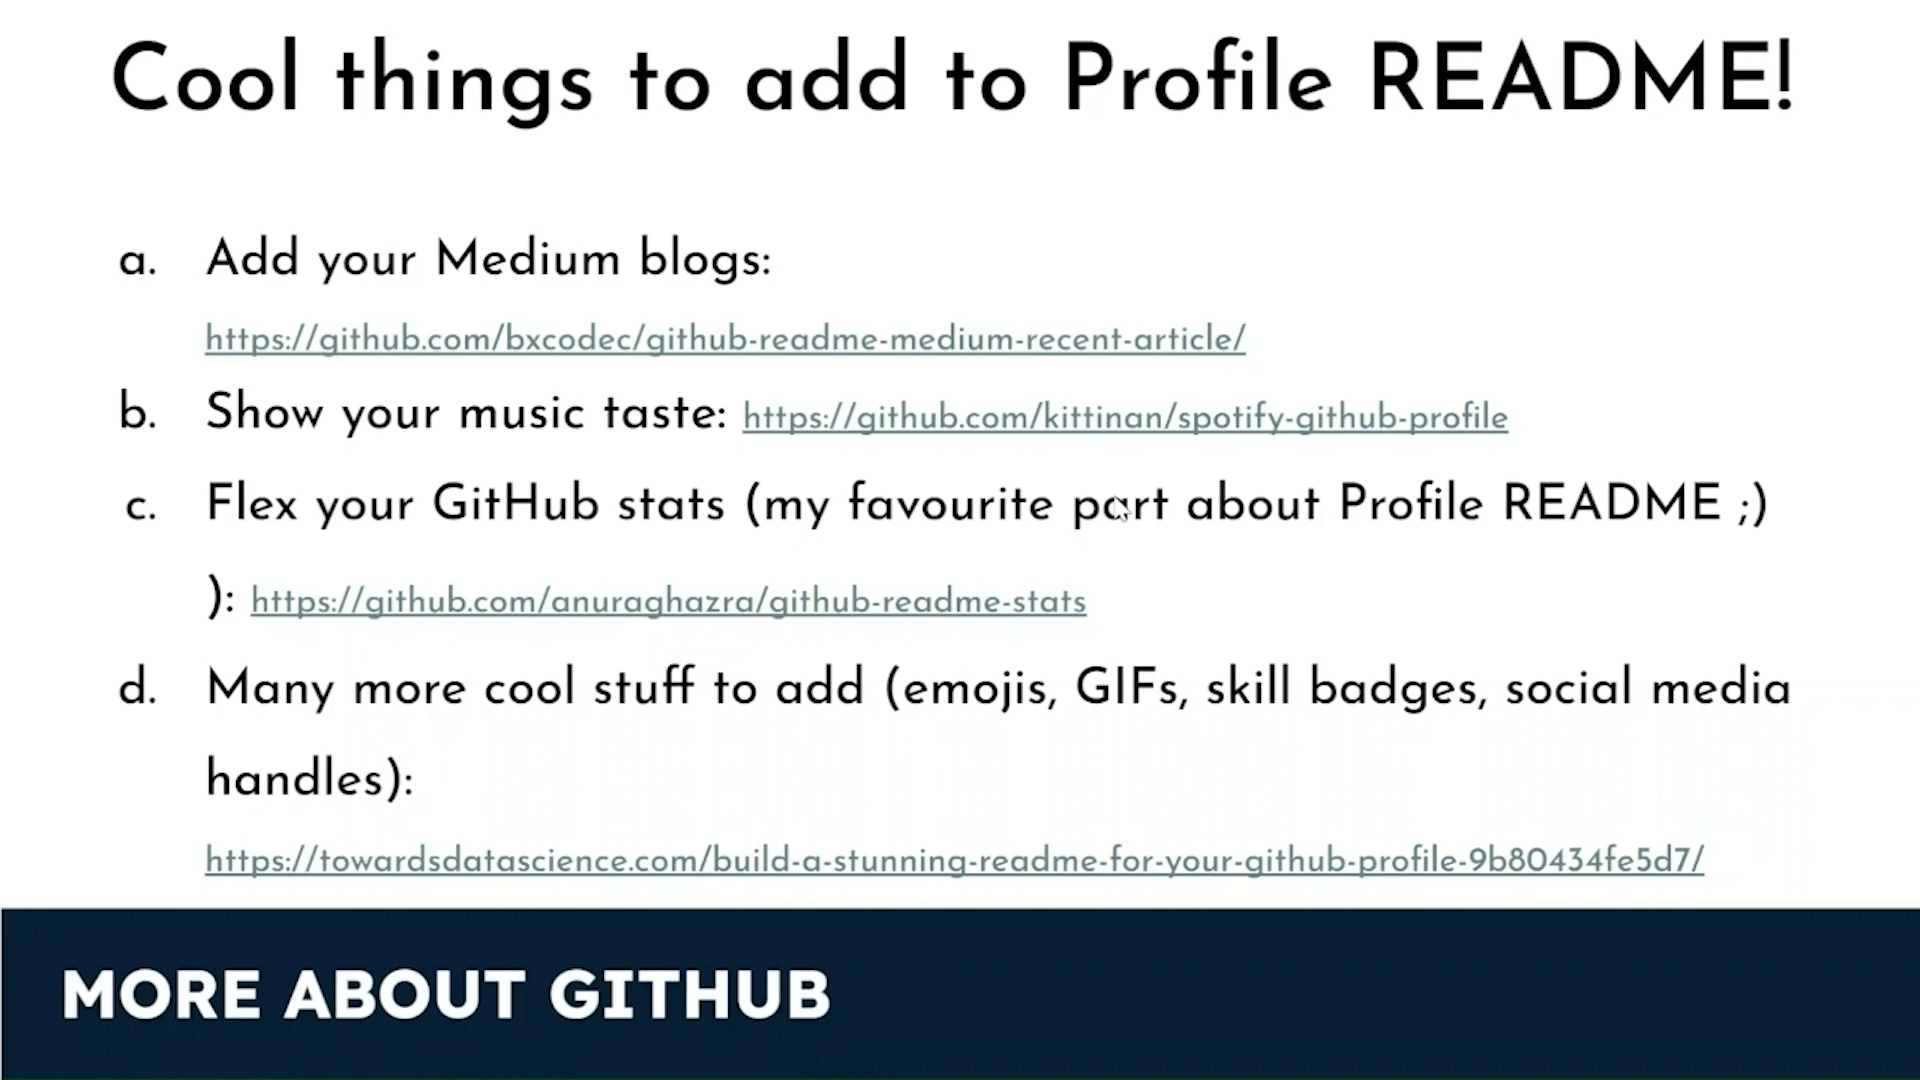 Cool things to add to Profile README!
a. Add your Medium blogs:
https://github.com/bxcodec/github-readme-medium-recent-article/
b. Show your music taste: https://github.com/kittinan/spotify-github-profile
c. Flex your GitHub stats (my favourite part about Profile README ;)
): https://github.com/anuraghazra/github-readme-stats
d. Many more cool stuff to add (emojis, GIFs, skill badges, social media
handles):
https://towardsdatascience.com/build-a-stunning-readme-for-your-github-profile-9b80434fe5d7/
MORE ABOUT GITHUB